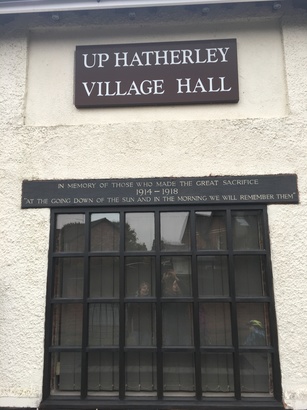 UP HATHERLEY
VILLAGE HALL
IN MEMORY OF THOSE WHO MADE THE GREAT SACRIFICE
1914 – 1918
"AT THE GOING DOWN OF THE SUN AND IN THE MORNING WE WILL REMEMBER THEM"